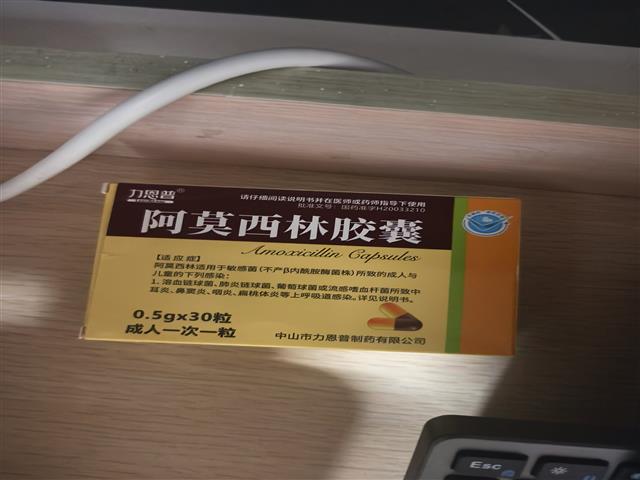 力恩普®
请仔细阅读说明书并在医师或药师指导下使用
批准文号：国药准字H20033210
阿莫西林胶囊
Amoxicillin Capsules
【适应症】
阿莫西林适用于敏感菌(不产β内酰胺酶菌株)所致的成人与
儿童的下列感染：
1. 溶血链球菌、肺炎链球菌、葡萄球菌或流感嗜血杆菌所致中
耳炎、鼻窦炎、咽炎、扁桃体炎等上呼吸道感染。详见说明书。
0.5g×30粒
成人一次一粒
中山市力恩普制药有限公司
Esc